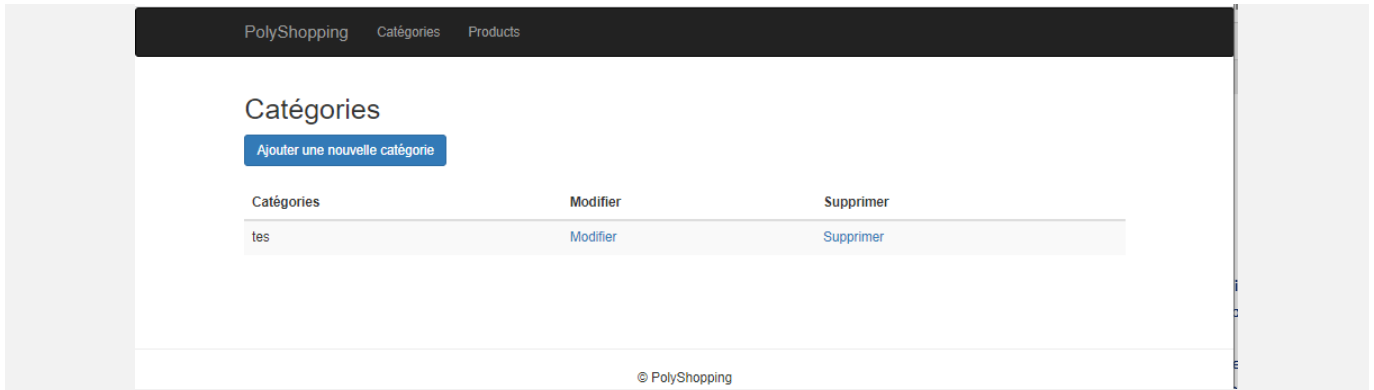 PolyShopping Catégories Products
Catégories
Ajouter une nouvelle catégorie
Catégories Modifier Supprimer
tes Modifier Supprimer
© PolyShopping